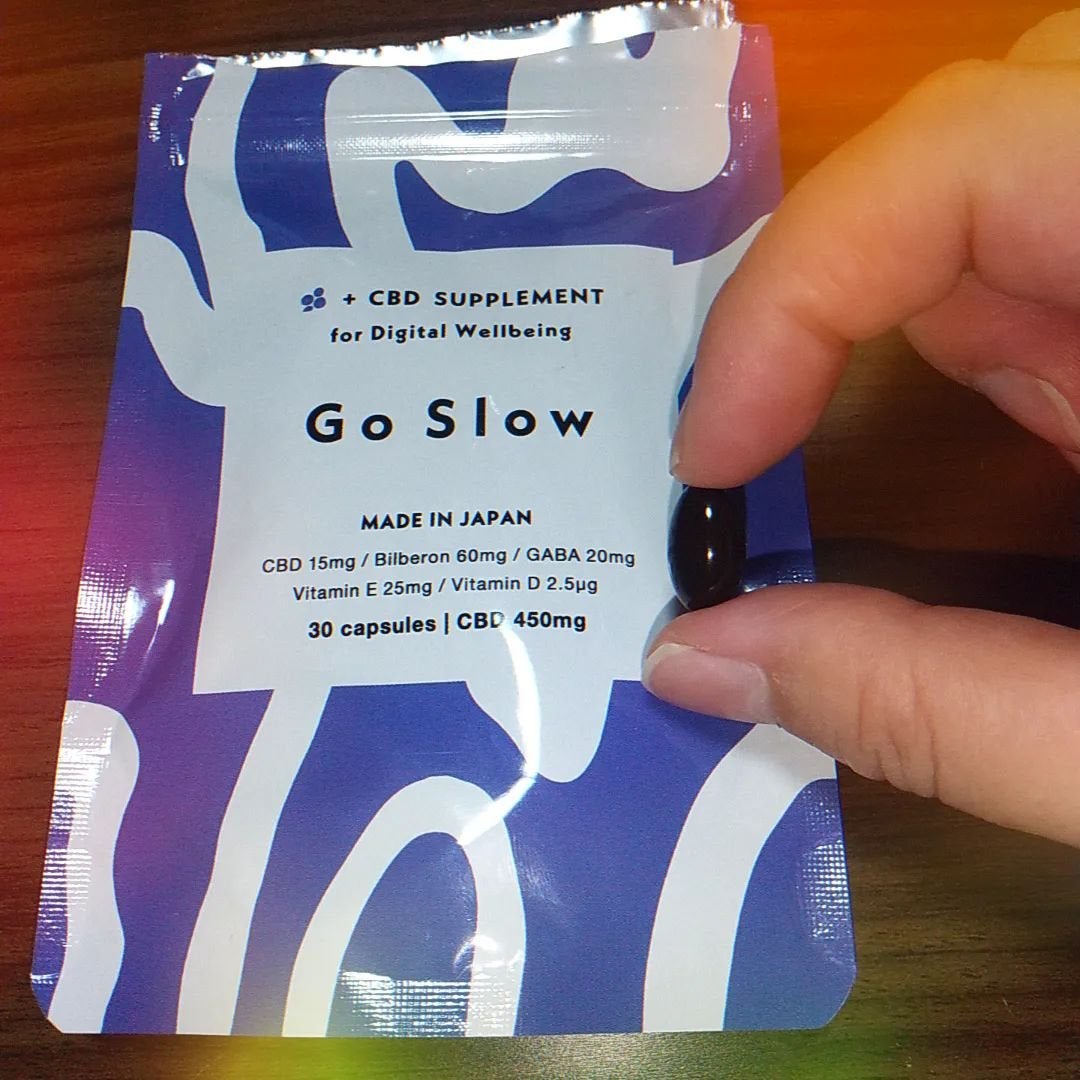 + CBD SUPPLEMENT
for Digital Wellbeing
Go Slow
MADE IN JAPAN
CBD 15mg / Bilberon 60mg / GABA 20mg
Vitamin E 25mg / Vitamin D 2.5μg
30 capsules | CBD 450mg